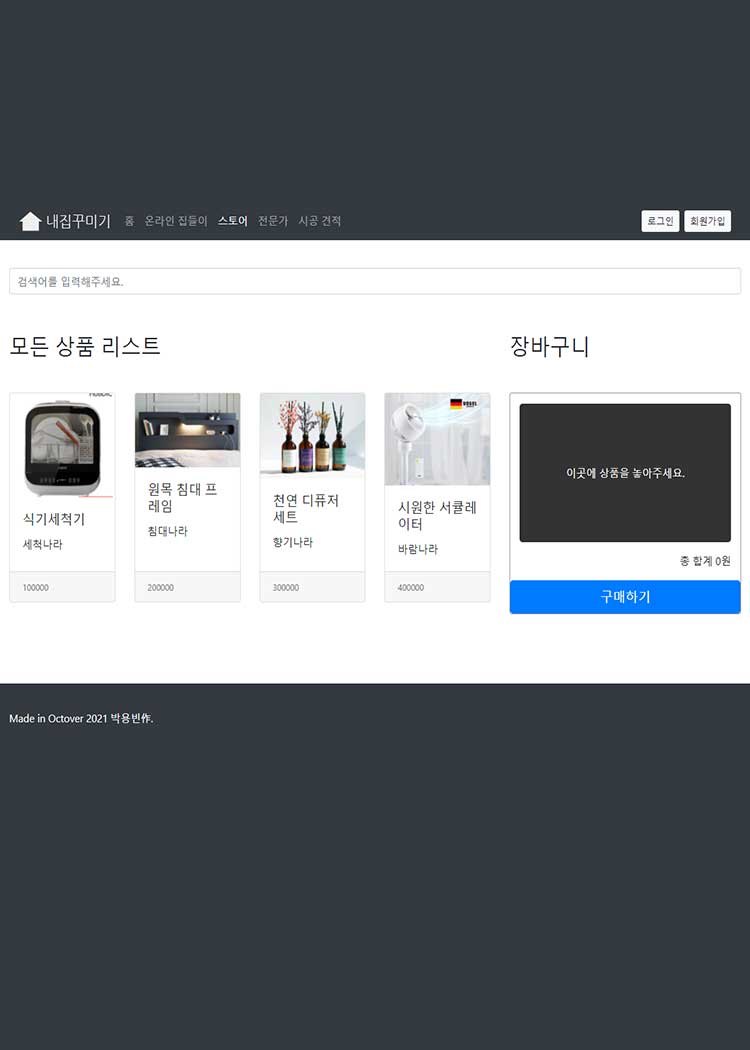 내집꾸미기 홈 온라인 집들이 스토어 전문가 시공 견적 로그인 회원가입
검색어를 입력해주세요.
모든 상품 리스트
장바구니
식기세척기
세척나라
100000
원목 침대 프
레임
침대나라
200000
천연 디퓨저
세트
향기나라
300000
시원한 서큘레
이터
바람나라
400000
이곳에 상품을 놓아주세요.
총 합계 0원
구매하기
Made in Octover 2021 박용빈作.